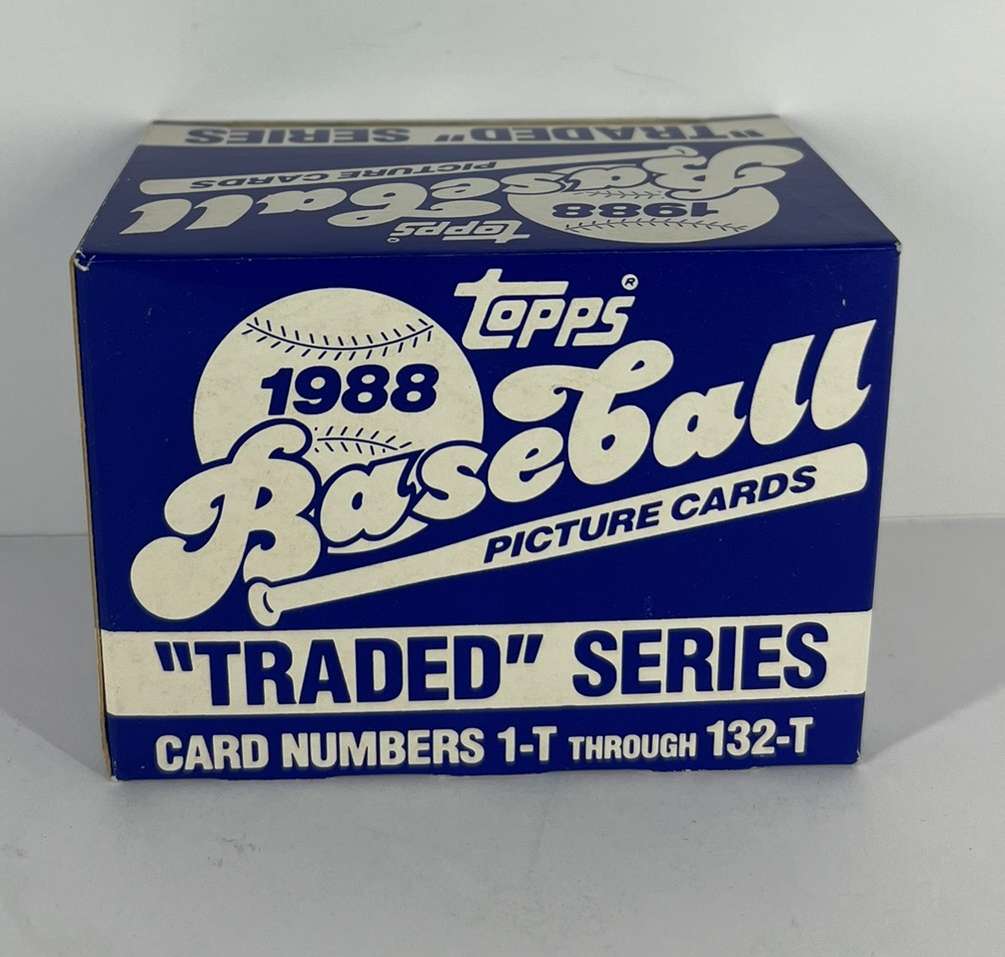 "TRADED" SERIES
PICTURE CARDS
Baseball
1988
topps®
topps®
1988
Baseball
PICTURE CARDS
"TRADED" SERIES
CARD NUMBERS 1-T THROUGH 132-T